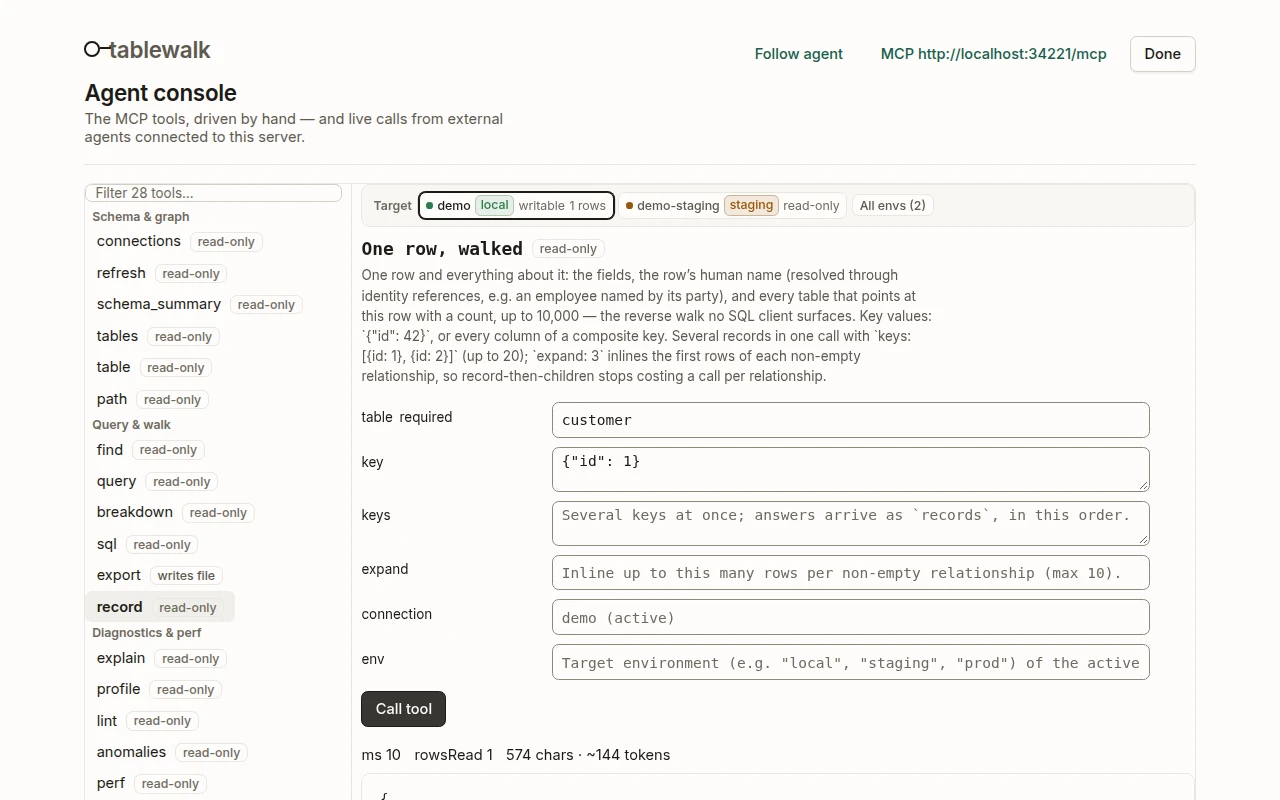 tablewalk
Follow agent
MCP http://localhost:34221/mcp
Done
Agent console
The MCP tools, driven by hand — and live calls from external
agents connected to this server.
Filter 28 tools...
Schema & graph
connections read-only
refresh read-only
schema_summary read-only
tables read-only
table read-only
path read-only
Query & walk
find read-only
query read-only
breakdown read-only
sql read-only
export writes file
record read-only
Diagnostics & perf
explain read-only
profile read-only
lint read-only
anomalies read-only
perf read-only
Target demo local writable 1 rows demo-staging staging read-only All envs (2)
One row, walked read-only
One row and everything about it: the fields, the row’s human name (resolved through
identity references, e.g. an employee named by its party), and every table that points at
this row with a count, up to 10,000 — the reverse walk no SQL client surfaces. Key values:
`{"id": 42}`, or every column of a composite key. Several records in one call with `keys:
[{id: 1}, {id: 2}]` (up to 20); `expand: 3` inlines the first rows of each non-empty
relationship, so record-then-children stops costing a call per relationship.
table required customer
key {"id": 1}
keys Several keys at once; answers arrive as `records`, in this order.
expand Inline up to this many rows per non-empty relationship (max 10).
connection demo (active)
env Target environment (e.g. "local", "staging", "prod") of the active
Call tool
ms 10 rowsRead 1 574 chars · ~144 tokens
{